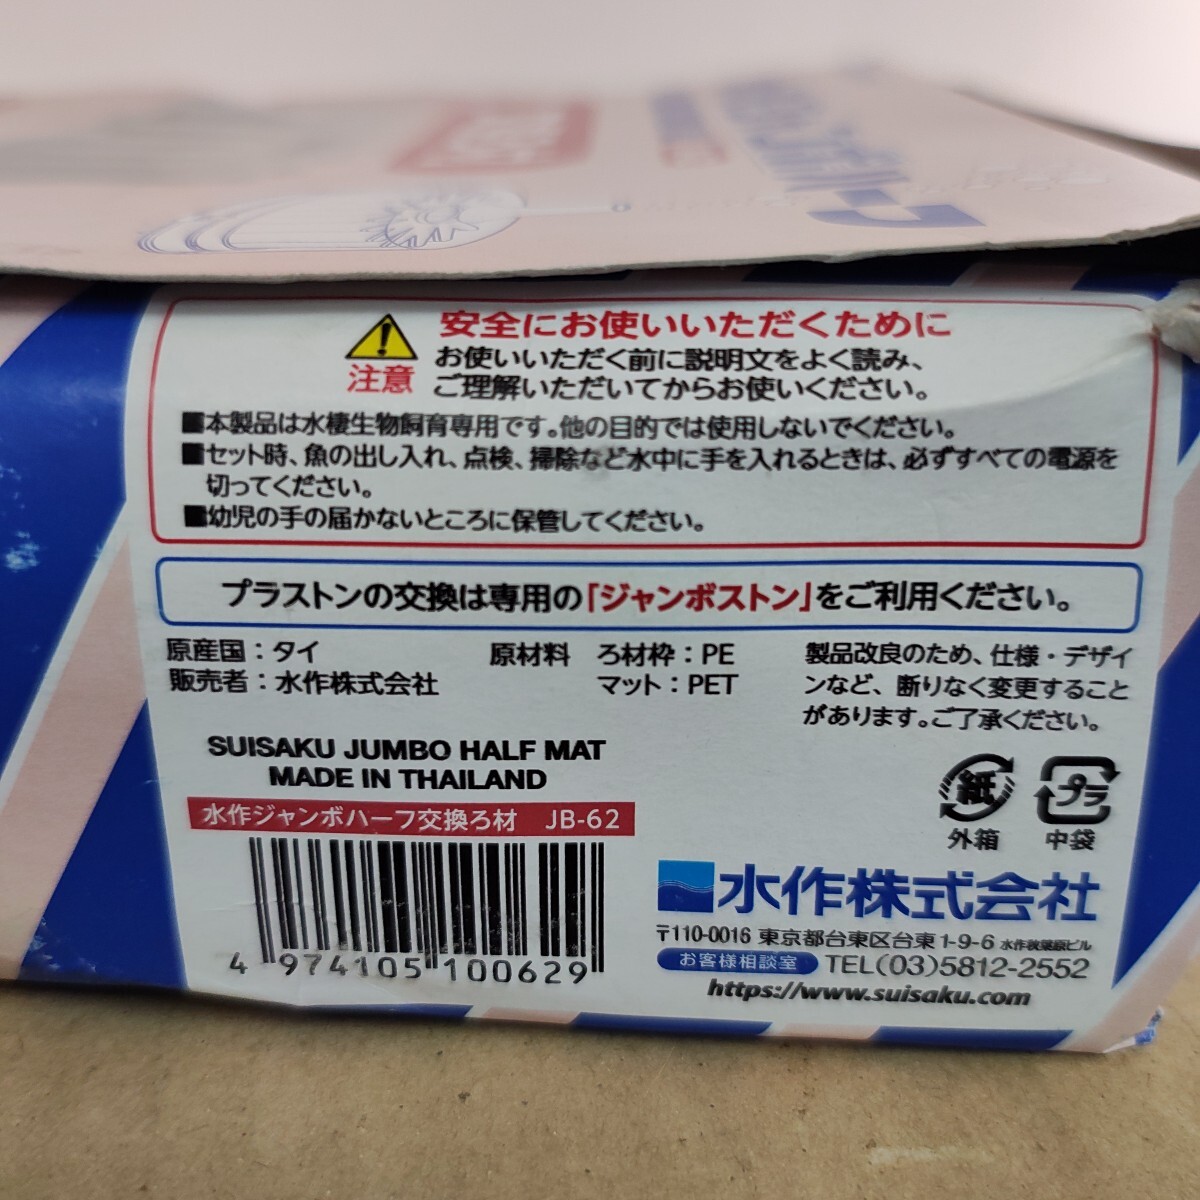 安全にお使いいただくために
注意
お使いいただく前に説明文をよく読み、
ご理解いただいてからお使いください。
■本製品は水棲生物飼育専用です。他の目的では使用しないでください。
■セット時、魚の出し入れ、点検、掃除など水中に手を入れるときは、必ずすべての電源を
切ってください。
■幼児の手の届かないところに保管してください。
プラストンの交換は専用の「ジャンボストン」をご利用ください。
原産国：タイ
販売者：水作株式会社
原材料 ろ材枠：PE
マット：PET
製品改良のため、仕様・デザイ
ンなど、断りなく変更すること
があります。ご了承ください。
SUISAKU JUMBO HALF MAT
MADE IN THAILAND
水作ジャンボハーフ交換ろ材 JB-62
4 974105 100629
紙
外箱
プラ
中袋
水作株式会社
〒110-0016 東京都台東区台東1-9-6 水作秋葉原ビル
お客様相談室 TEL(03)5812-2552
https://www.suisaku.com